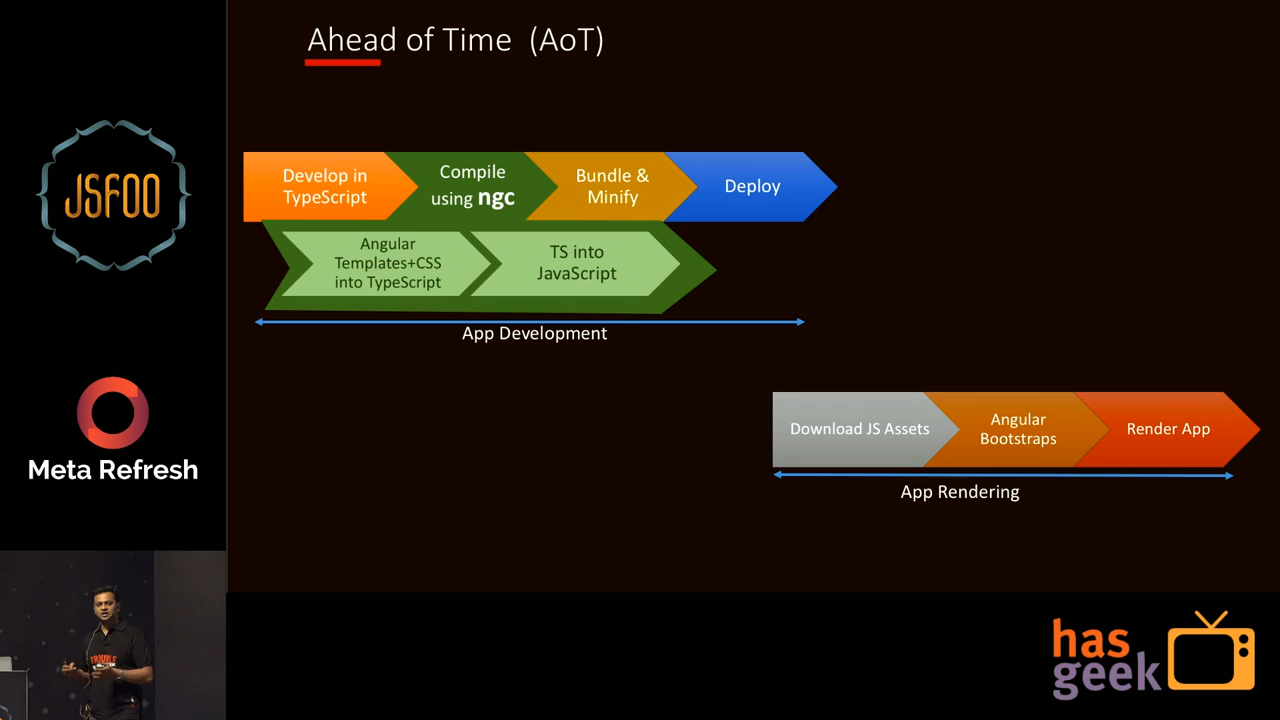 Ahead of Time (AoT)
JSFOO
Develop in
TypeScript
Compile
using ngc
Bundle &
Minify
Deploy
Angular
Templates+CSS
into TypeScript
TS into
JavaScript
App Development
Meta Refresh
Download JS Assets
Angular
Bootstraps
Render App
App Rendering
has
geek